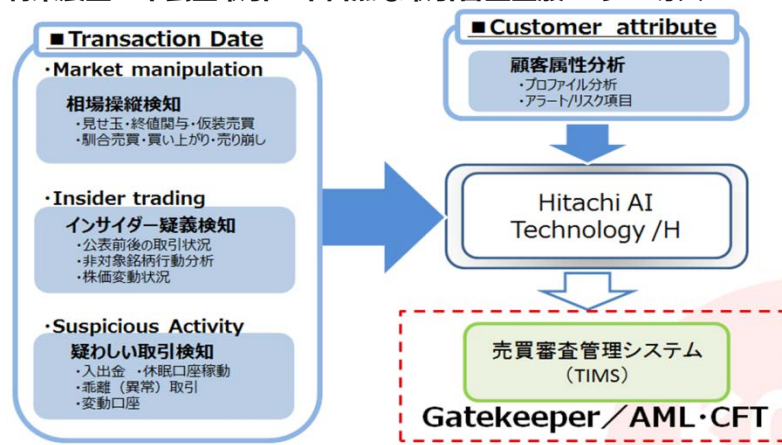 ■Transaction Date
・Market manipulation
相場操縦検知
・見せ玉・終値関与・仮装売買
・馴合売買・買い上がり・売り崩し
・Insider trading
インサイダー疑義検知
・公表前後の取引状況
・非対象銘柄行動分析
・株価変動状況
・Suspicious Activity
疑わしい取引検知
・入出金 ・休眠口座稼動
・乖離（異常）取引
・変動口座
■Customer attribute
顧客属性分析
・プロファイル分析
・アラート/リスク項目
Hitachi AI
Technology /H
売買審査管理システム
（TIMS）
Gatekeeper／AML・CFT